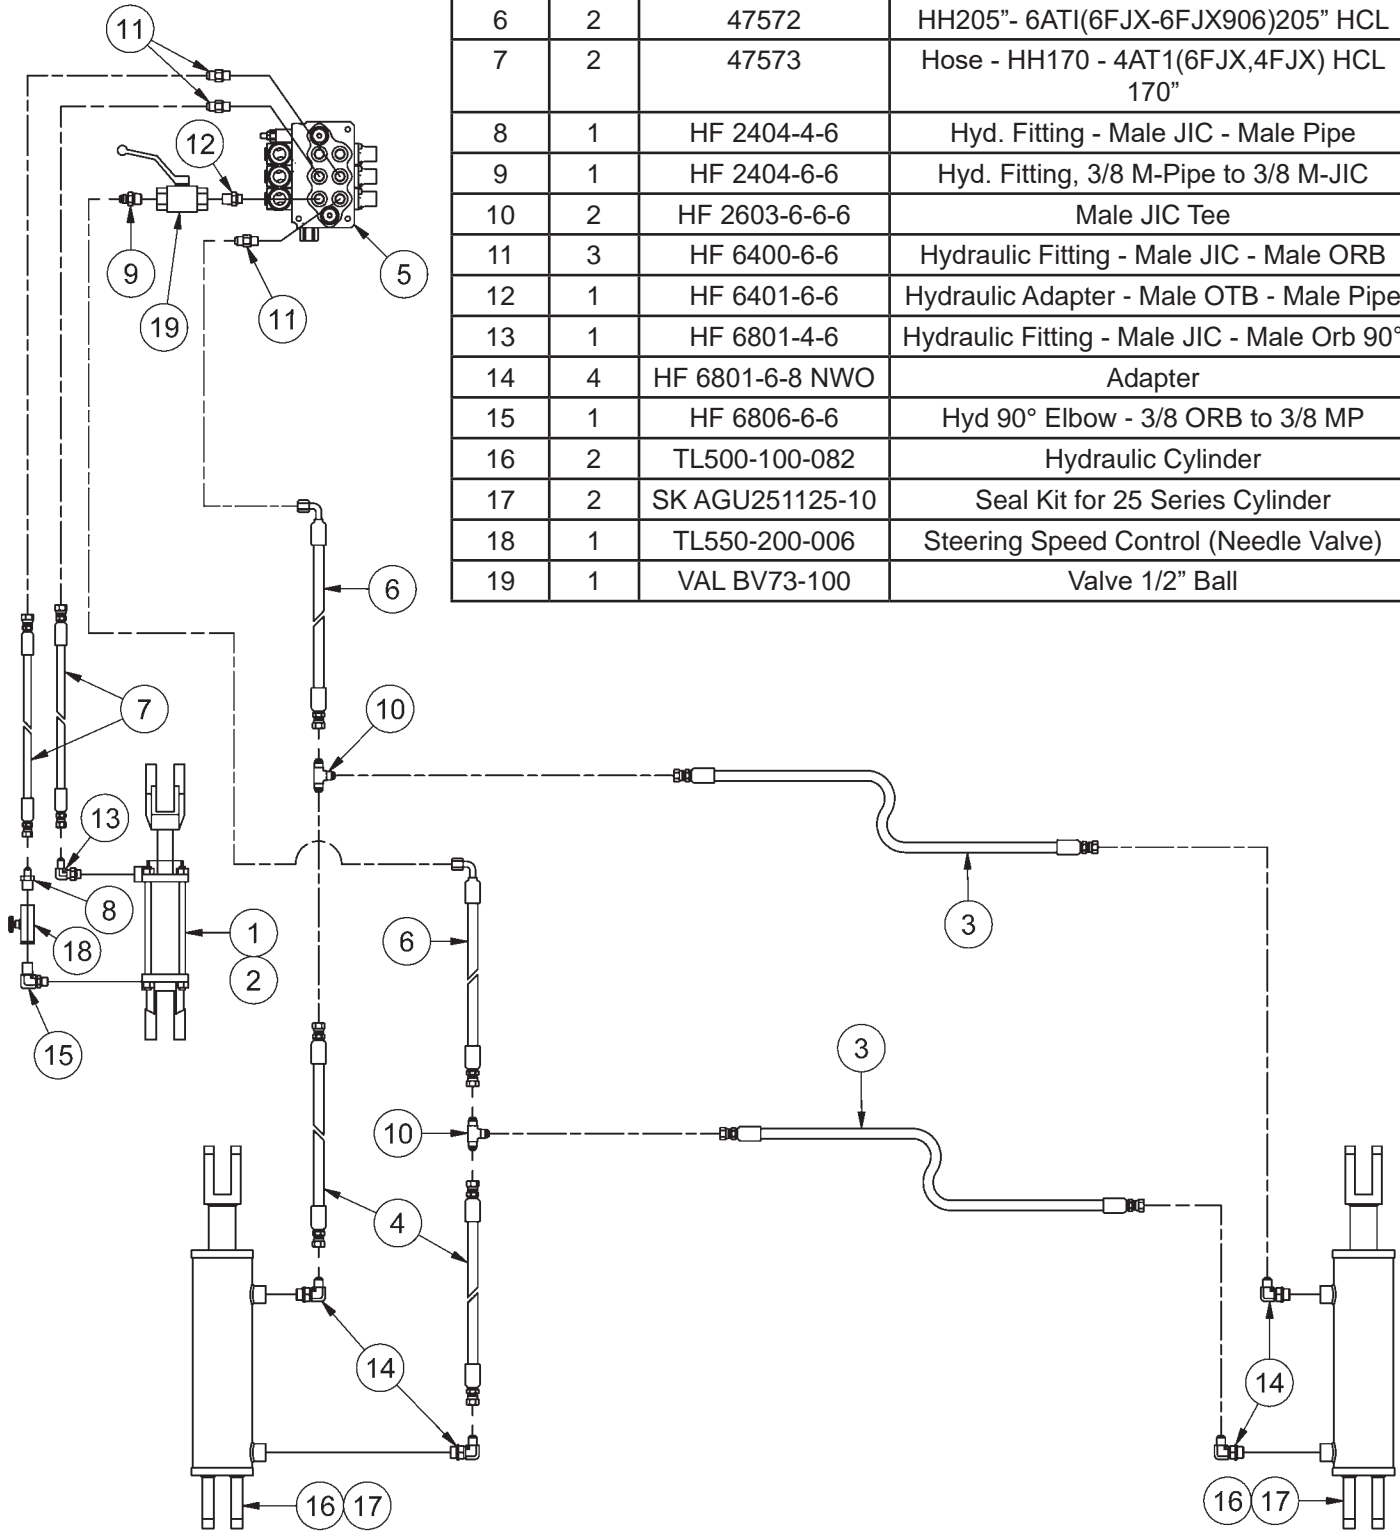 6 2 47572 HH205”- 6ATI(6FJX-6FJX906)205” HCL
7 2 47573 Hose - HH170 - 4AT1(6FJX,4FJX) HCL
170”
8 1 HF 2404-4-6 Hyd. Fitting - Male JIC - Male Pipe
9 1 HF 2404-6-6 Hyd. Fitting, 3/8 M-Pipe to 3/8 M-JIC
10 2 HF 2603-6-6-6 Male JIC Tee
11 3 HF 6400-6-6 Hydraulic Fitting - Male JIC - Male ORB
12 1 HF 6401-6-6 Hydraulic Adapter - Male OTB - Male Pipe
13 1 HF 6801-4-6 Hydraulic Fitting - Male JIC - Male Orb 90°
14 4 HF 6801-6-8 NWO Adapter
15 1 HF 6806-6-6 Hyd 90° Elbow - 3/8 ORB to 3/8 MP
16 2 TL500-100-082 Hydraulic Cylinder
17 2 SK AGU251125-10 Seal Kit for 25 Series Cylinder
18 1 TL550-200-006 Steering Speed Control (Needle Valve)
19 1 VAL BV73-100 Valve 1/2” Ball
11
12
9
5
19
11
6
7
10
13
8
3
1
6
18
2
15
3
10
4
14
14
16 17
16 17